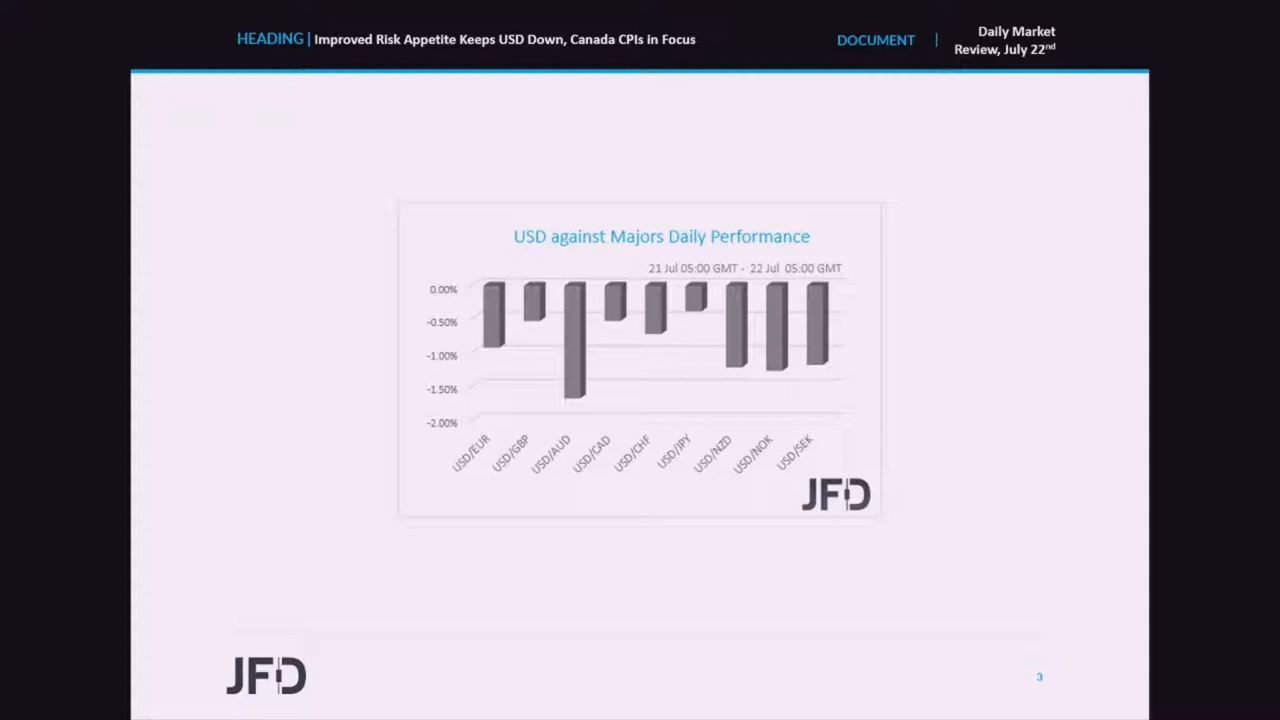 HEADING | Improved Risk Appetite Keeps USD Down, Canada CPIs in Focus
DOCUMENT | Daily Market
Review, July 22nd
USD against Majors Daily Performance
21 Jul 05:00 GMT - 22 Jul 05:00 GMT
0.00%
-0.50%
-1.00%
-1.50%
-2.00%
USD/EUR
USD/GBP
USD/AUD
USD/CAD
USD/CHF
USD/JPY
USD/NZD
USD/NOK
USD/SEK
JFD
JFD
3